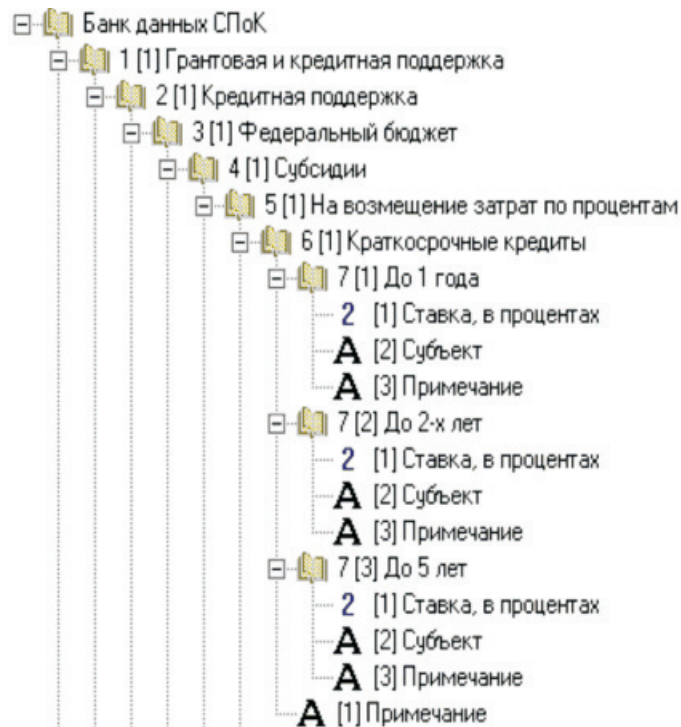 Банк данных СПоК
1 [1] Грантовая и кредитная поддержка
2 [1] Кредитная поддержка
3 [1] Федеральный бюджет
4 [1] Субсидии
5 [1] На возмещение затрат по процентам
6 [1] Краткосрочные кредиты
7 [1] До 1 года
2 [1] Ставка, в процентах
A [2] Субъект
A [3] Примечание
7 [2] До 2-х лет
2 [1] Ставка, в процентах
A [2] Субъект
A [3] Примечание
7 [3] До 5 лет
2 [1] Ставка, в процентах
A [2] Субъект
A [3] Примечание
A [1] Примечание